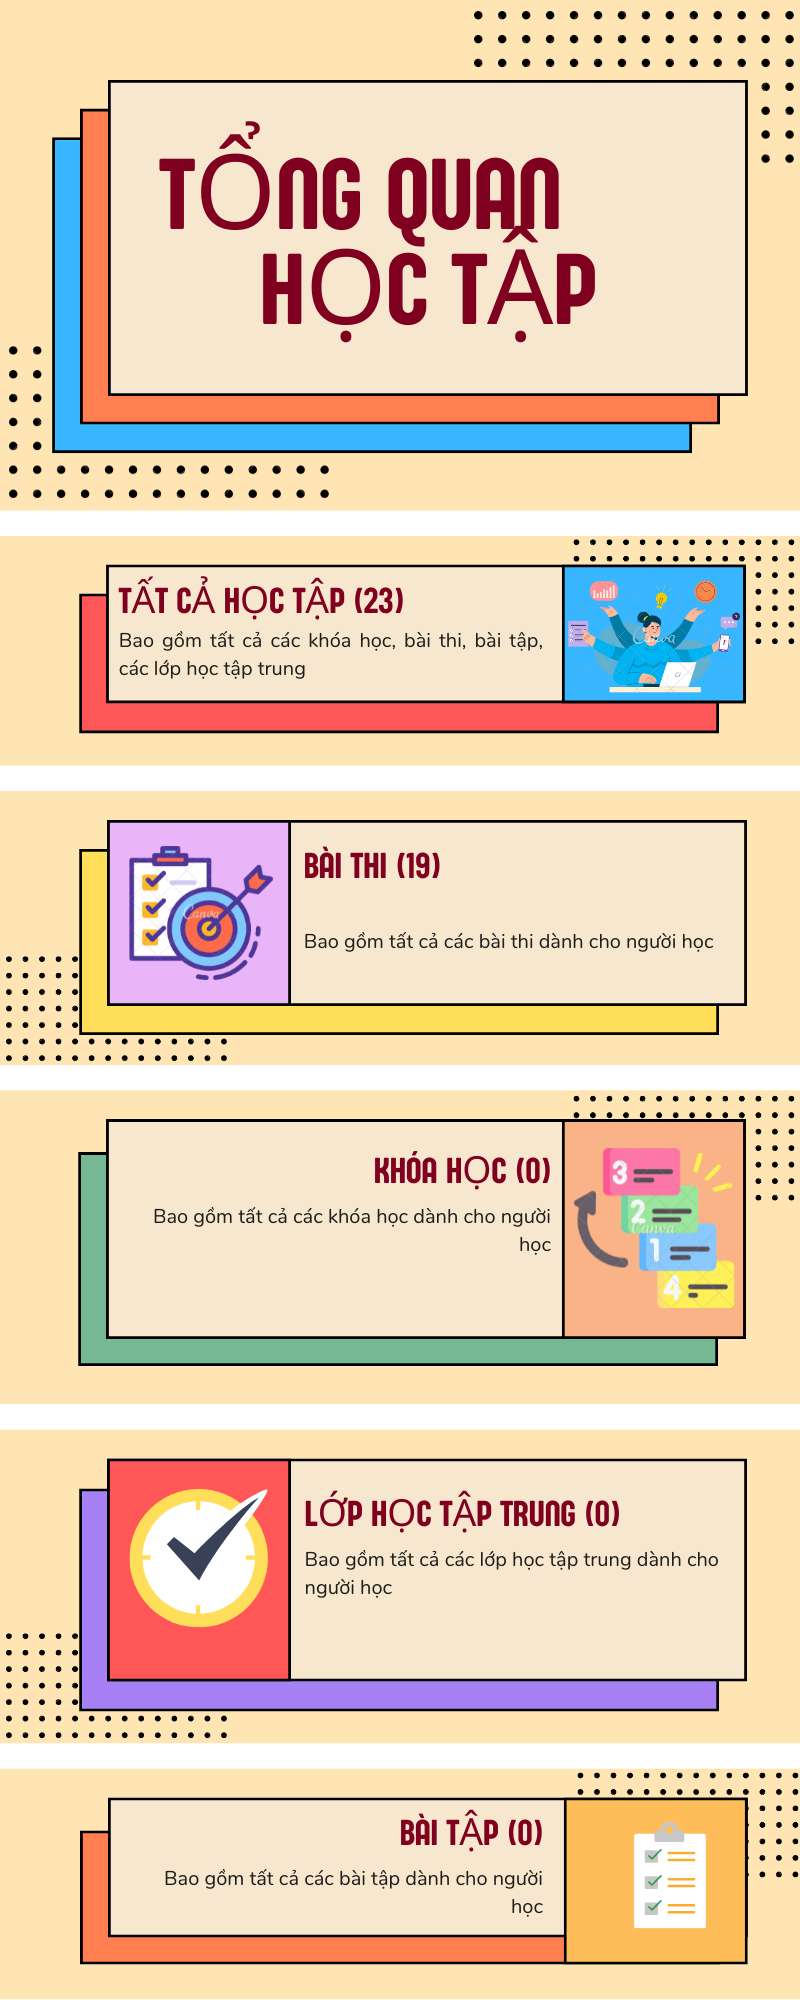 TỔNG QUAN
HỌC TẬP
TẤT CẢ HỌC TẬP (23)
Bao gồm tất cả các khóa học, bài thi, bài tập,
các lớp học tập trung
Canva
BÀI THI (19)
Canva
Bao gồm tất cả các bài thi dành cho người học
KHÓA HỌC (0)
Bao gồm tất cả các khóa học dành cho người
học
3
2
Canva
1
4
LỚP HỌC TẬP TRUNG (0)
Bao gồm tất cả các lớp học tập trung dành cho
người học
BÀI TẬP (0)
Bao gồm tất cả các bài tập dành cho người
học